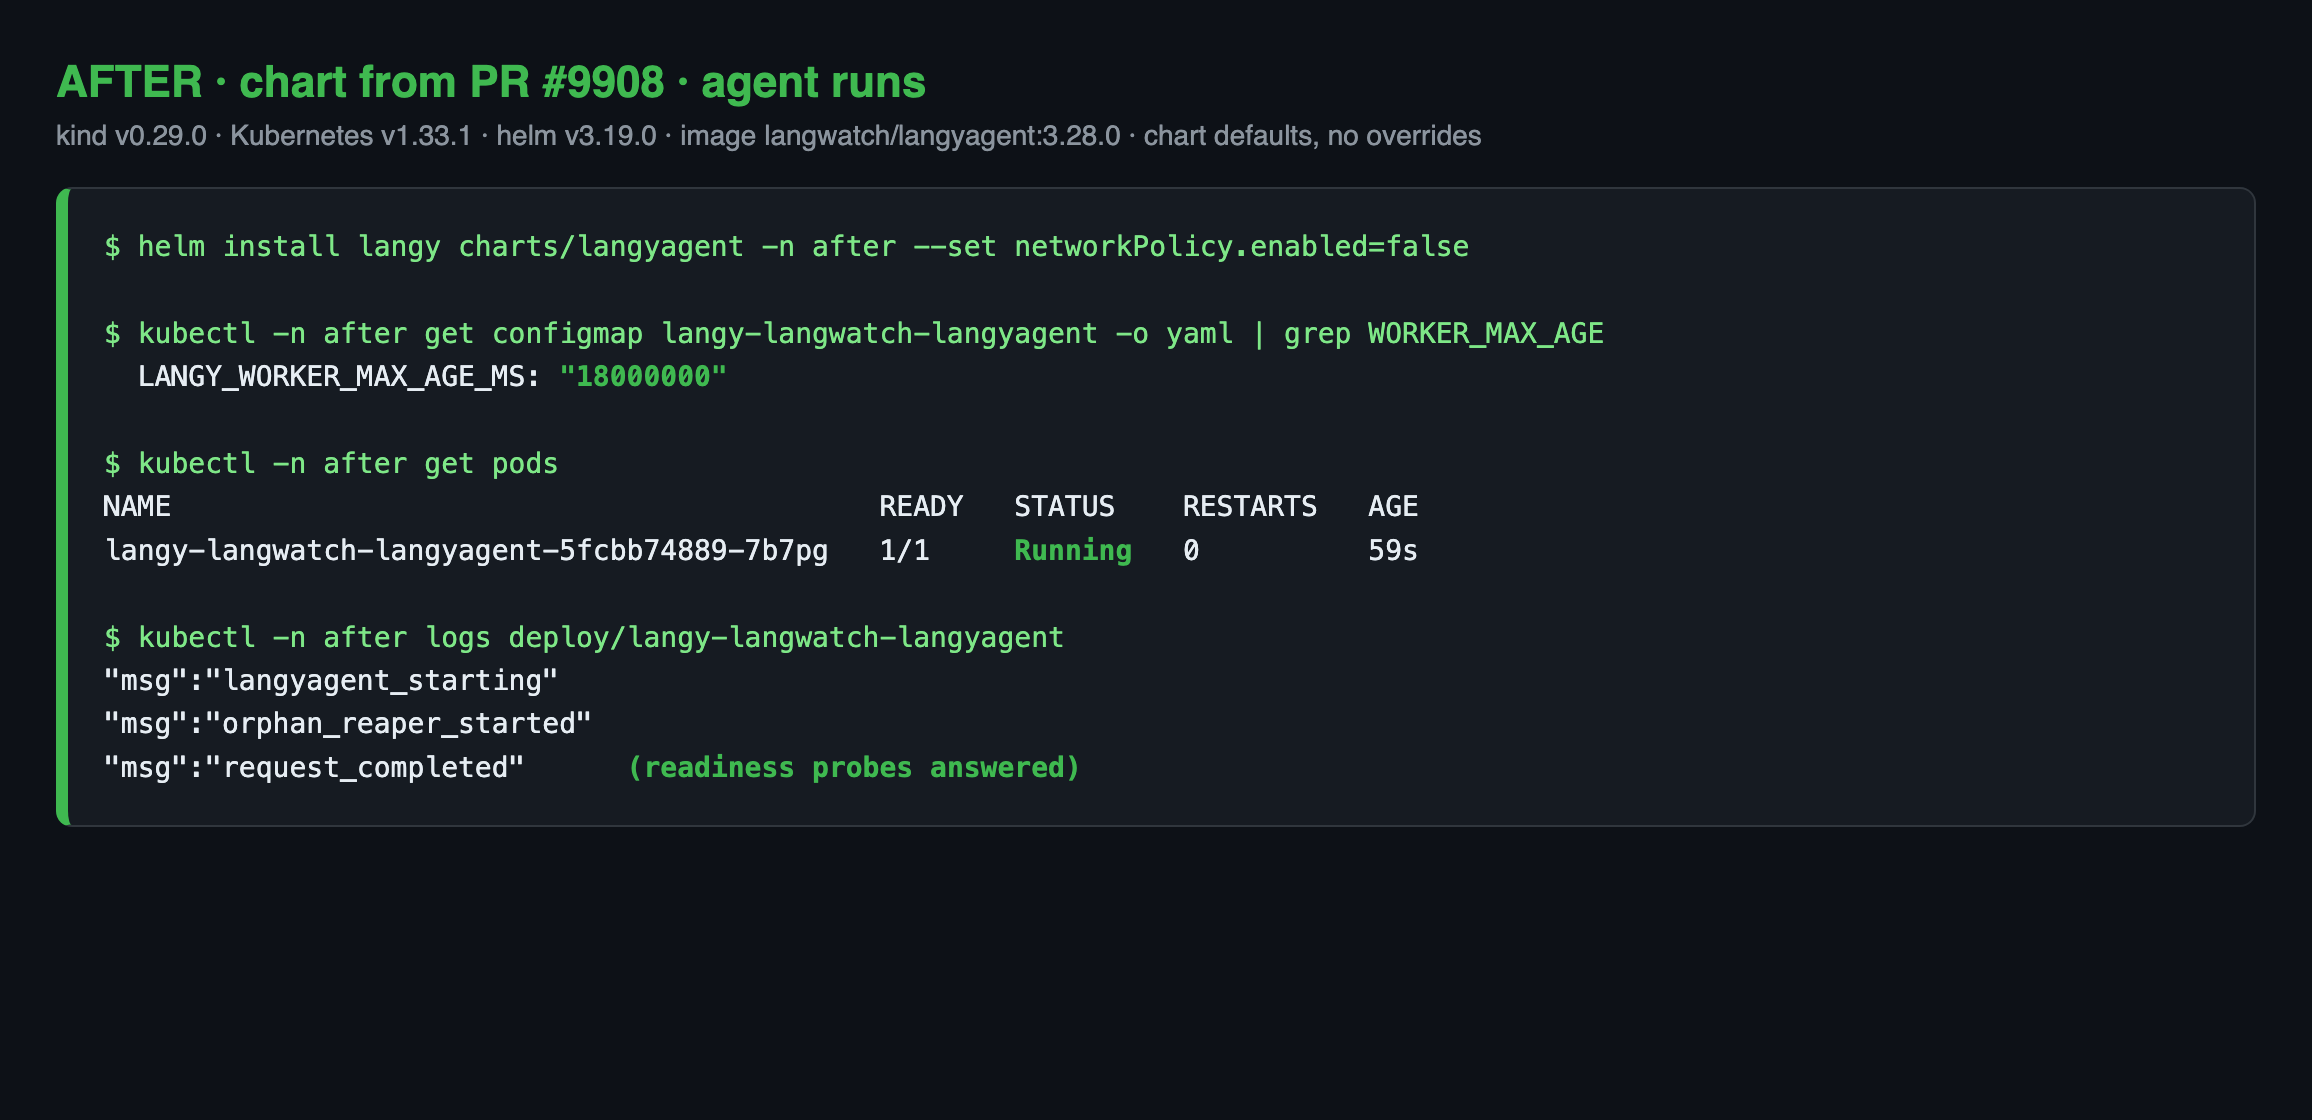 AFTER · chart from PR #9908 · agent runs
kind v0.29.0 · Kubernetes v1.33.1 · helm v3.19.0 · image langwatch/langyagent:3.28.0 · chart defaults, no overrides
$ helm install langy charts/langyagent -n after --set networkPolicy.enabled=false
$ kubectl -n after get configmap langy-langwatch-langyagent -o yaml | grep WORKER_MAX_AGE
LANGY_WORKER_MAX_AGE_MS: "18000000"
$ kubectl -n after get pods
NAME READY STATUS RESTARTS AGE
langy-langwatch-langyagent-5fcbb74889-7b7pg 1/1 Running 0 59s
$ kubectl -n after logs deploy/langy-langwatch-langyagent
"msg":"langyagent_starting"
"msg":"orphan_reaper_started"
"msg":"request_completed" (readiness probes answered)